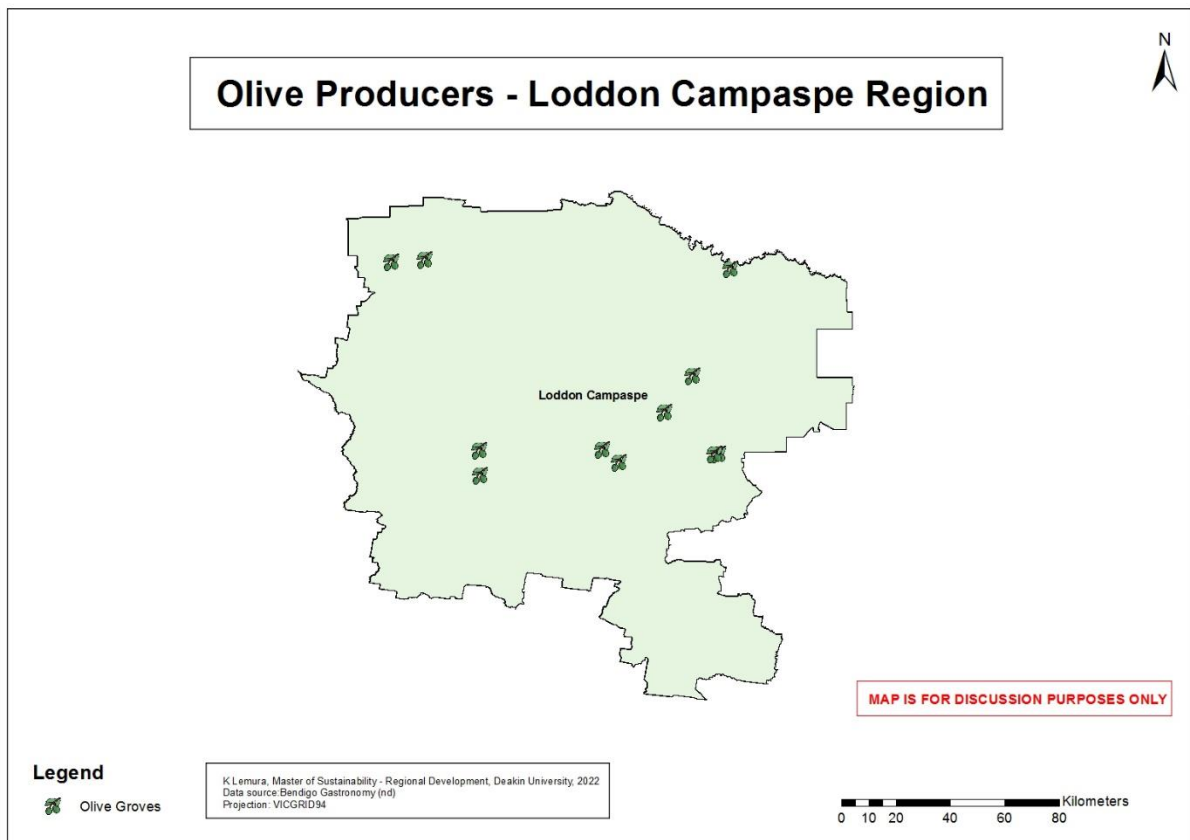 N
Olive Producers - Loddon Campaspe Region
Loddon Campaspe
MAP IS FOR DISCUSSION PURPOSES ONLY
Legend
Olive Groves
K Lemura, Master of Sustainability - Regional Development, Deakin University, 2022
Data source:Bendigo Gastronomy (nd)
Projection: VICGRID94
Kilometers
0 10 20 40 60 80